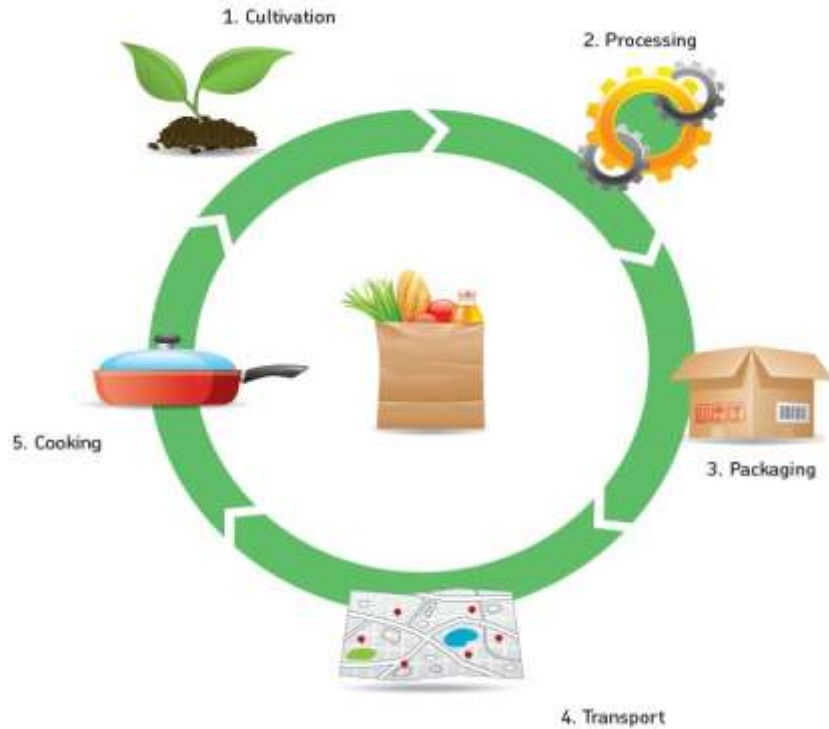 1. Cultivation
2. Processing
3. Packaging
4. Transport
5. Cooking